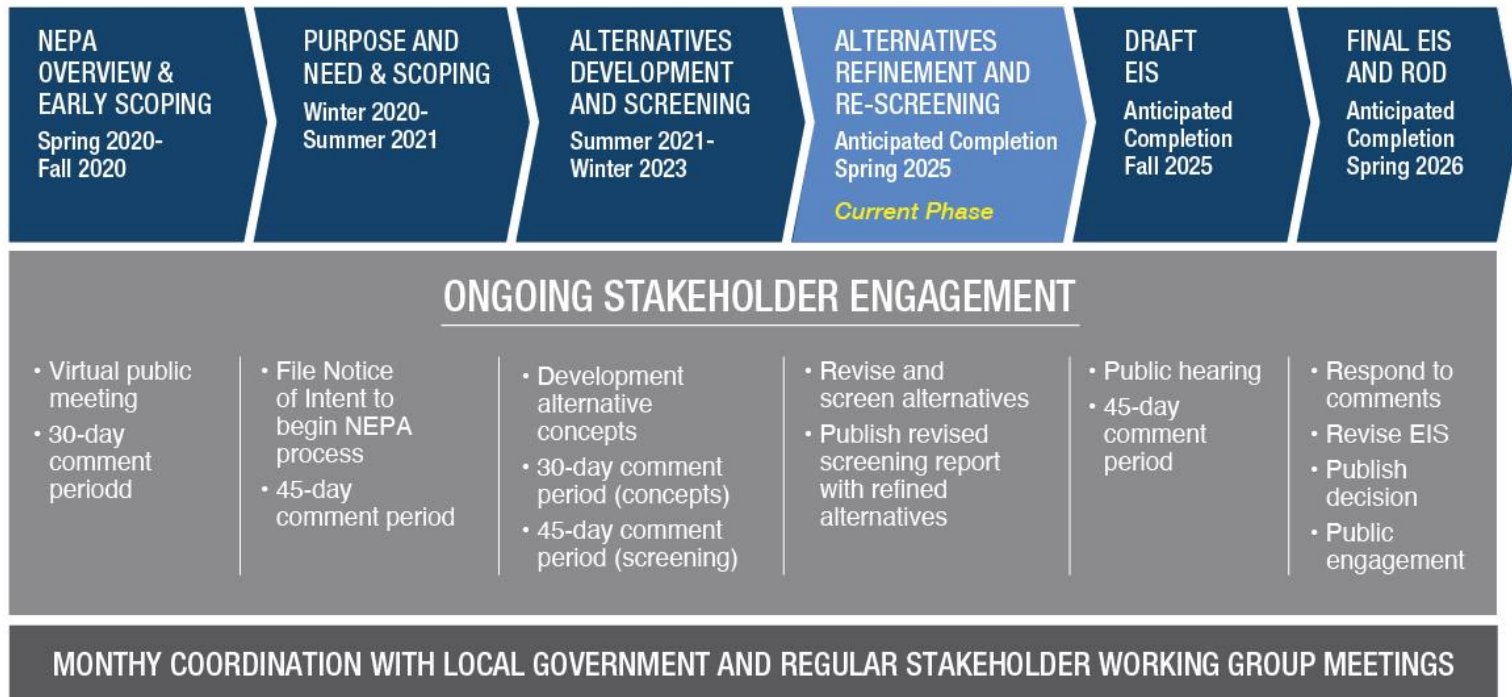 NEPA
OVERVIEW &
EARLY SCOPING
Spring 2020-
Fall 2020
PURPOSE AND
NEED & SCOPING
Winter 2020-
Summer 2021
ALTERNATIVES
DEVELOPMENT
AND SCREENING
Summer 2021-
Winter 2023
ALTERNATIVES
REFINEMENT AND
RE-SCREENING
Anticipated Completion
Spring 2025
Current Phase
DRAFT
EIS
Anticipated
Completion
Fall 2025
FINAL EIS
AND ROD
Anticipated
Completion
Spring 2026
ONGOING STAKEHOLDER ENGAGEMENT
• Virtual public
meeting
• 30-day
comment
periodd
• File Notice
of Intent to
begin NEPA
process
• 45-day
comment period
• Development
alternative
concepts
• 30-day comment
period (concepts)
• 45-day comment
period (screening)
• Revise and
screen alternatives
• Publish revised
screening report
with refined
alternatives
• Public hearing
• 45-day
comment
period
• Respond to
comments
• Revise EIS
• Publish
decision
• Public
engagement
MONTHY COORDINATION WITH LOCAL GOVERNMENT AND REGULAR STAKEHOLDER WORKING GROUP MEETINGS